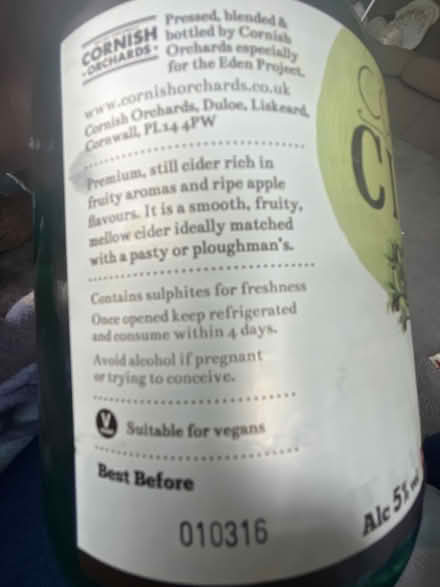 CORNISH
ORCHARDS
Pressed, blended &
bottled by Cornish
Orchards especially
for the Eden Project.
www.cornishorchards.co.uk
Cornish Orchards, Duloe, Liskeard,
Cornwall, PL14 4PW
Premium, still cider rich in
fruity aromas and ripe apple
flavours. It is a smooth, fruity,
mellow cider ideally matched
with a pasty or ploughman's.
Contains sulphites for freshness
Once opened keep refrigerated
and consume within 4 days.
Avoid alcohol if pregnant
or trying to conceive.
V
Suitable for vegans
Best Before
010316
Alc 5%